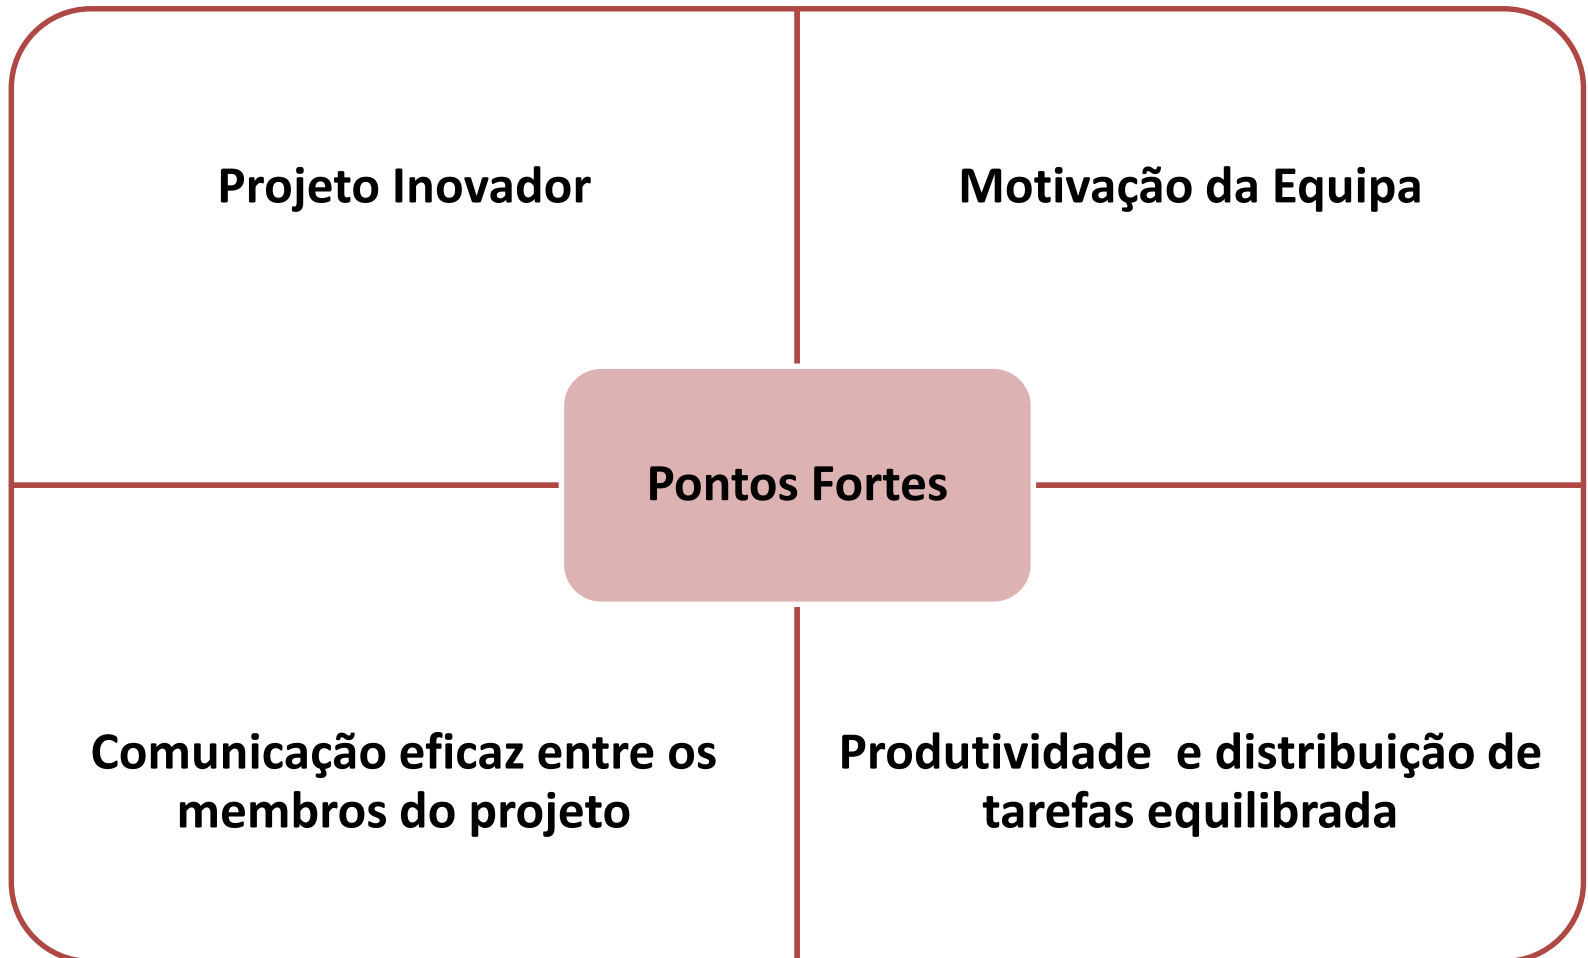 Projeto Inovador
Motivação da Equipa
Pontos Fortes
Comunicação eficaz entre os
membros do projeto
Produtividade  e distribuição de
tarefas equilibrada